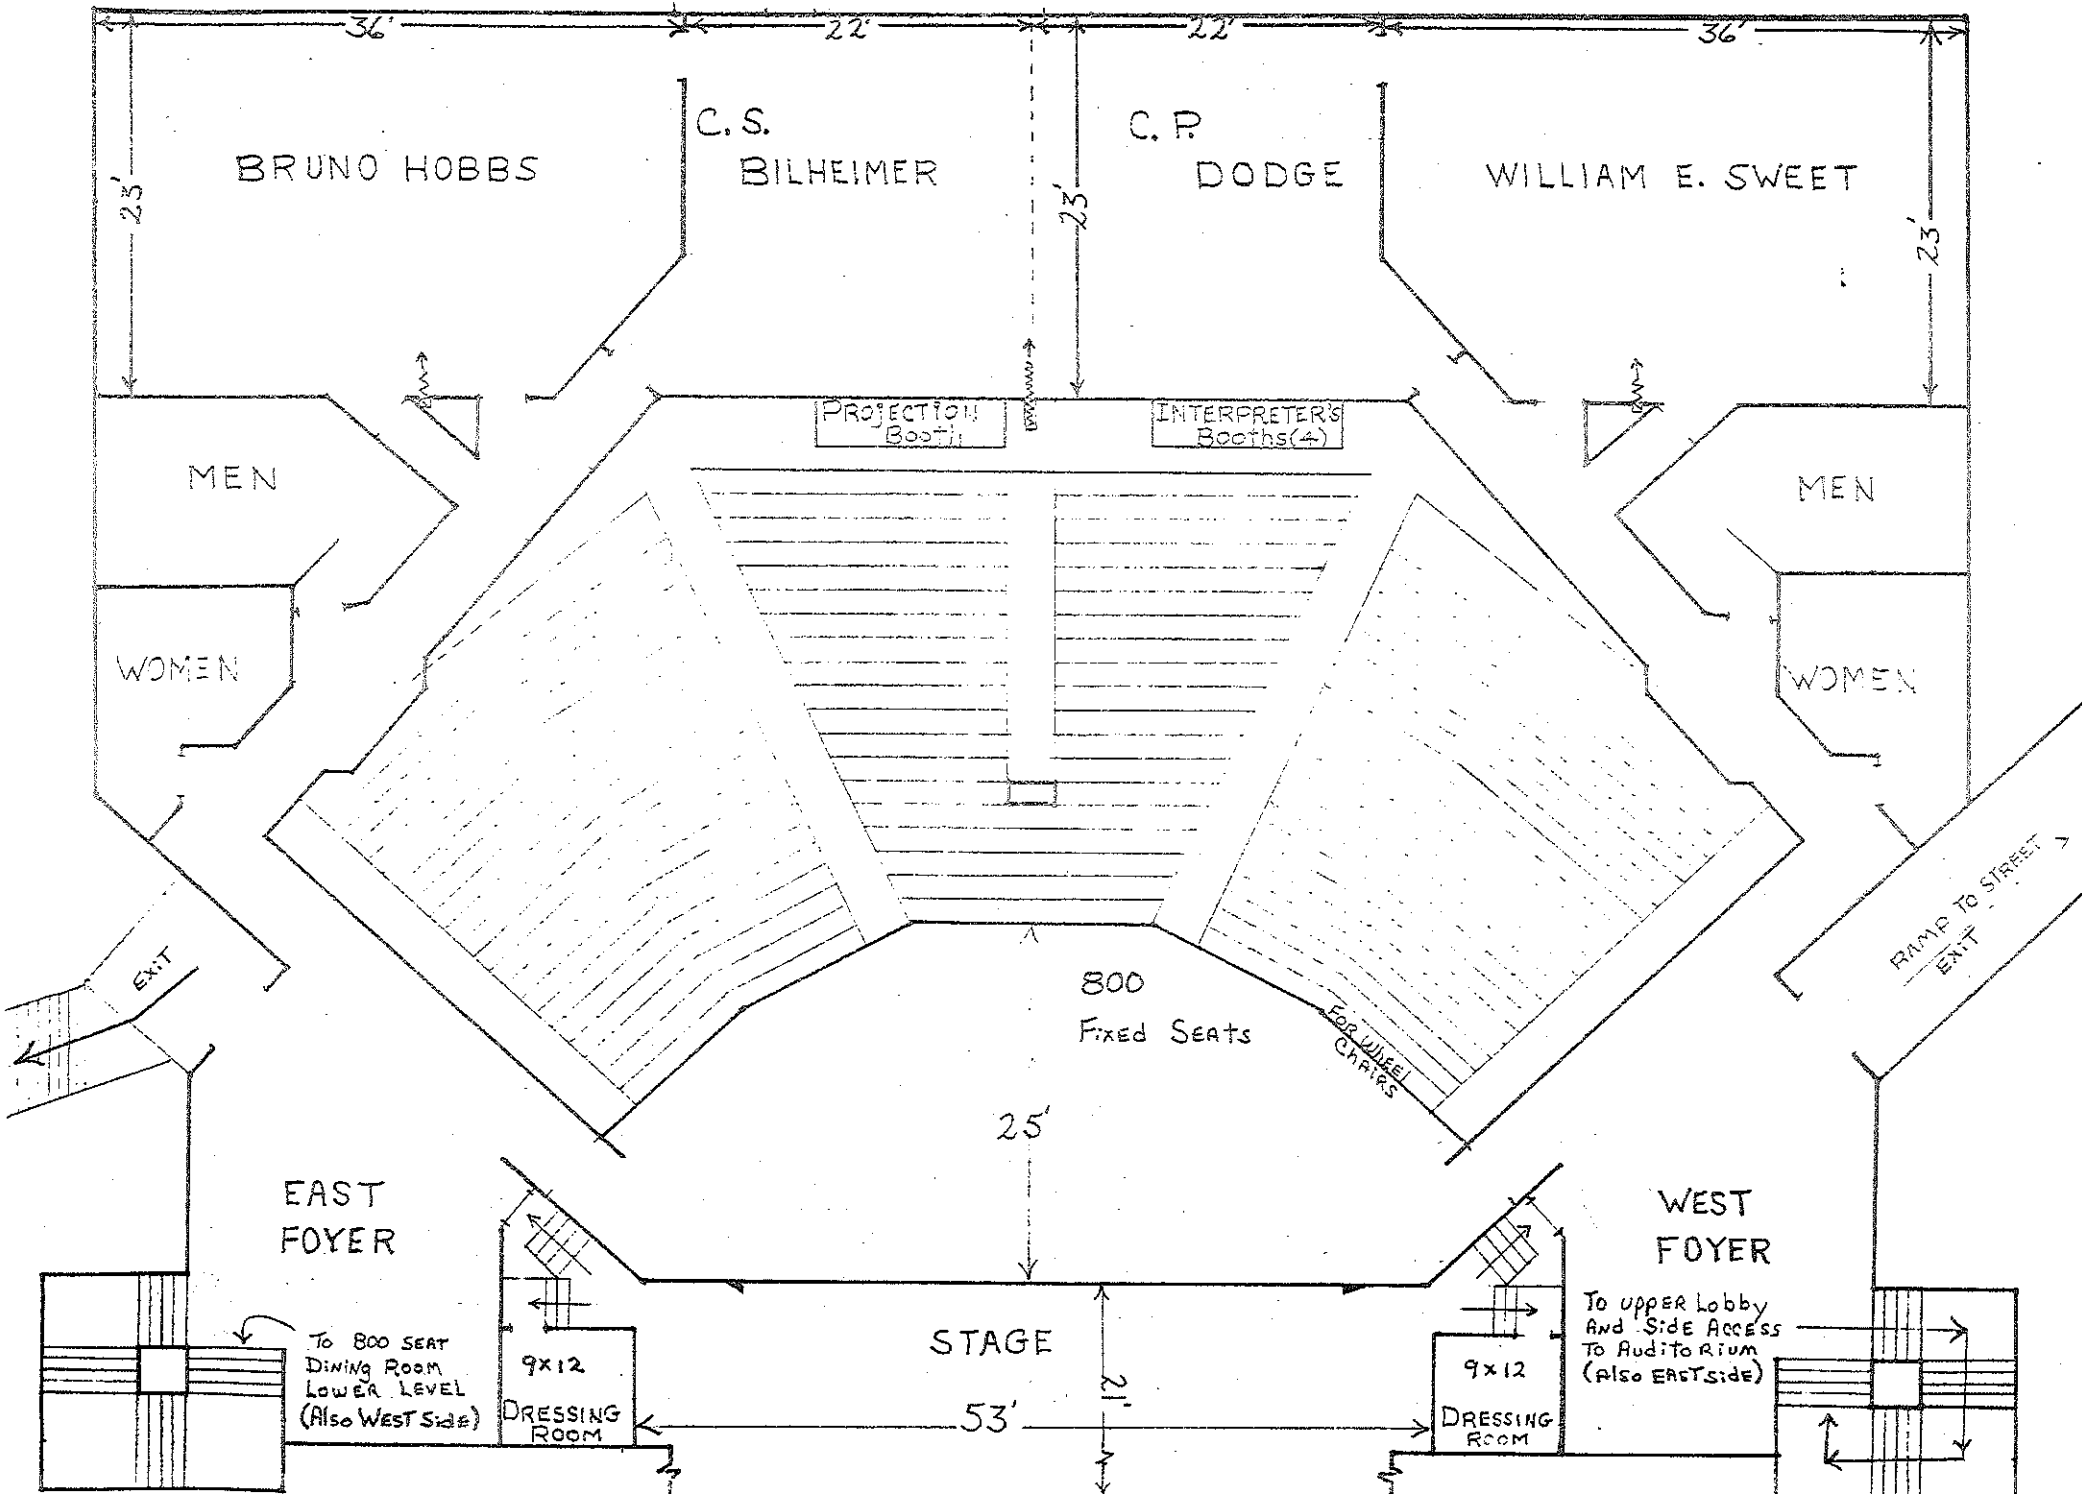 36' 22' 22' 36'
C. S. C. P.
BRUNO HOBBS BILHEIMER DODGE WILLIAM E. SWEET
23' 23' 23'
PROJECTION INTERPRETER'S
Booth Booths(4)
MEN MEN
WOMEN WOMEN
RAMP TO STREET
EXIT
EXIT
800
Fixed Seats
FOR Wheel
Chairs
25'
EAST
FOYER
WEST
FOYER
To 800 SEAT
Dining Room
Lower Level
(Also WEST Side)
9x12
DRESSING
ROOM
STAGE
21'
53'
9x12
DRESSING
ROOM
To upper Lobby
And Side Access
To Auditorium
(Also EAST side)